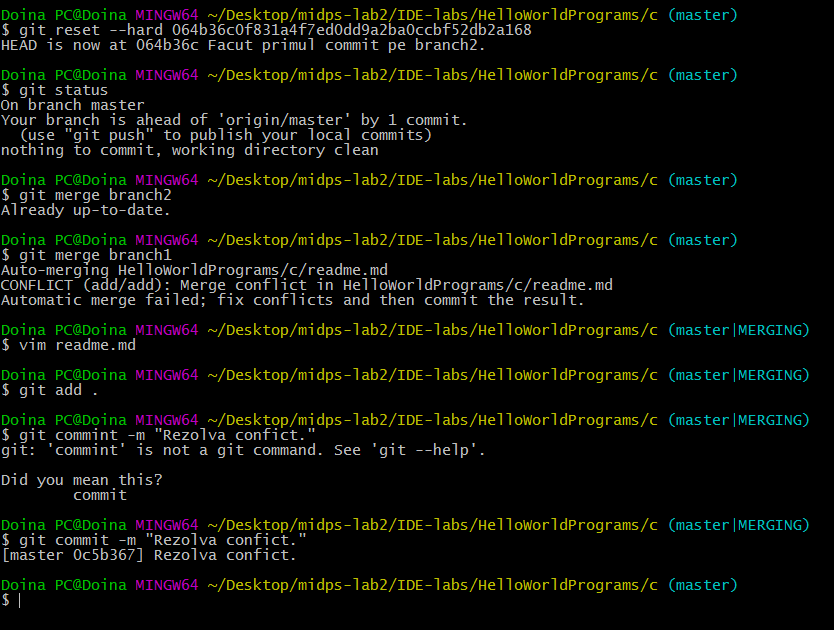 Doina PC@Doina MINGW64 ~/Desktop/midps-lab2/IDE-labs/HelloWorldPrograms/c (master)
$ git reset --hard 064b36c0f831a4f7ed0dd9a2ba0ccbf52db2a168
HEAD is now at 064b36c Facut primul commit pe branch2.
Doina PC@Doina MINGW64 ~/Desktop/midps-lab2/IDE-labs/HelloWorldPrograms/c (master)
$ git status
On branch master
Your branch is ahead of 'origin/master' by 1 commit.
  (use "git push" to publish your local commits)
nothing to commit, working directory clean
Doina PC@Doina MINGW64 ~/Desktop/midps-lab2/IDE-labs/HelloWorldPrograms/c (master)
$ git merge branch2
Already up-to-date.
Doina PC@Doina MINGW64 ~/Desktop/midps-lab2/IDE-labs/HelloWorldPrograms/c (master)
$ git merge branch1
Auto-merging HelloWorldPrograms/c/readme.md
CONFLICT (add/add): Merge conflict in HelloWorldPrograms/c/readme.md
Automatic merge failed; fix conflicts and then commit the result.
Doina PC@Doina MINGW64 ~/Desktop/midps-lab2/IDE-labs/HelloWorldPrograms/c (master|MERGING)
$ vim readme.md
Doina PC@Doina MINGW64 ~/Desktop/midps-lab2/IDE-labs/HelloWorldPrograms/c (master|MERGING)
$ git add .
Doina PC@Doina MINGW64 ~/Desktop/midps-lab2/IDE-labs/HelloWorldPrograms/c (master|MERGING)
$ git commint -m "Rezolva confict."
git: 'commint' is not a git command. See 'git --help'.
Did you mean this?
        commit
Doina PC@Doina MINGW64 ~/Desktop/midps-lab2/IDE-labs/HelloWorldPrograms/c (master|MERGING)
$ git commit -m "Rezolva confict."
[master 0c5b367] Rezolva confict.
Doina PC@Doina MINGW64 ~/Desktop/midps-lab2/IDE-labs/HelloWorldPrograms/c (master)
$